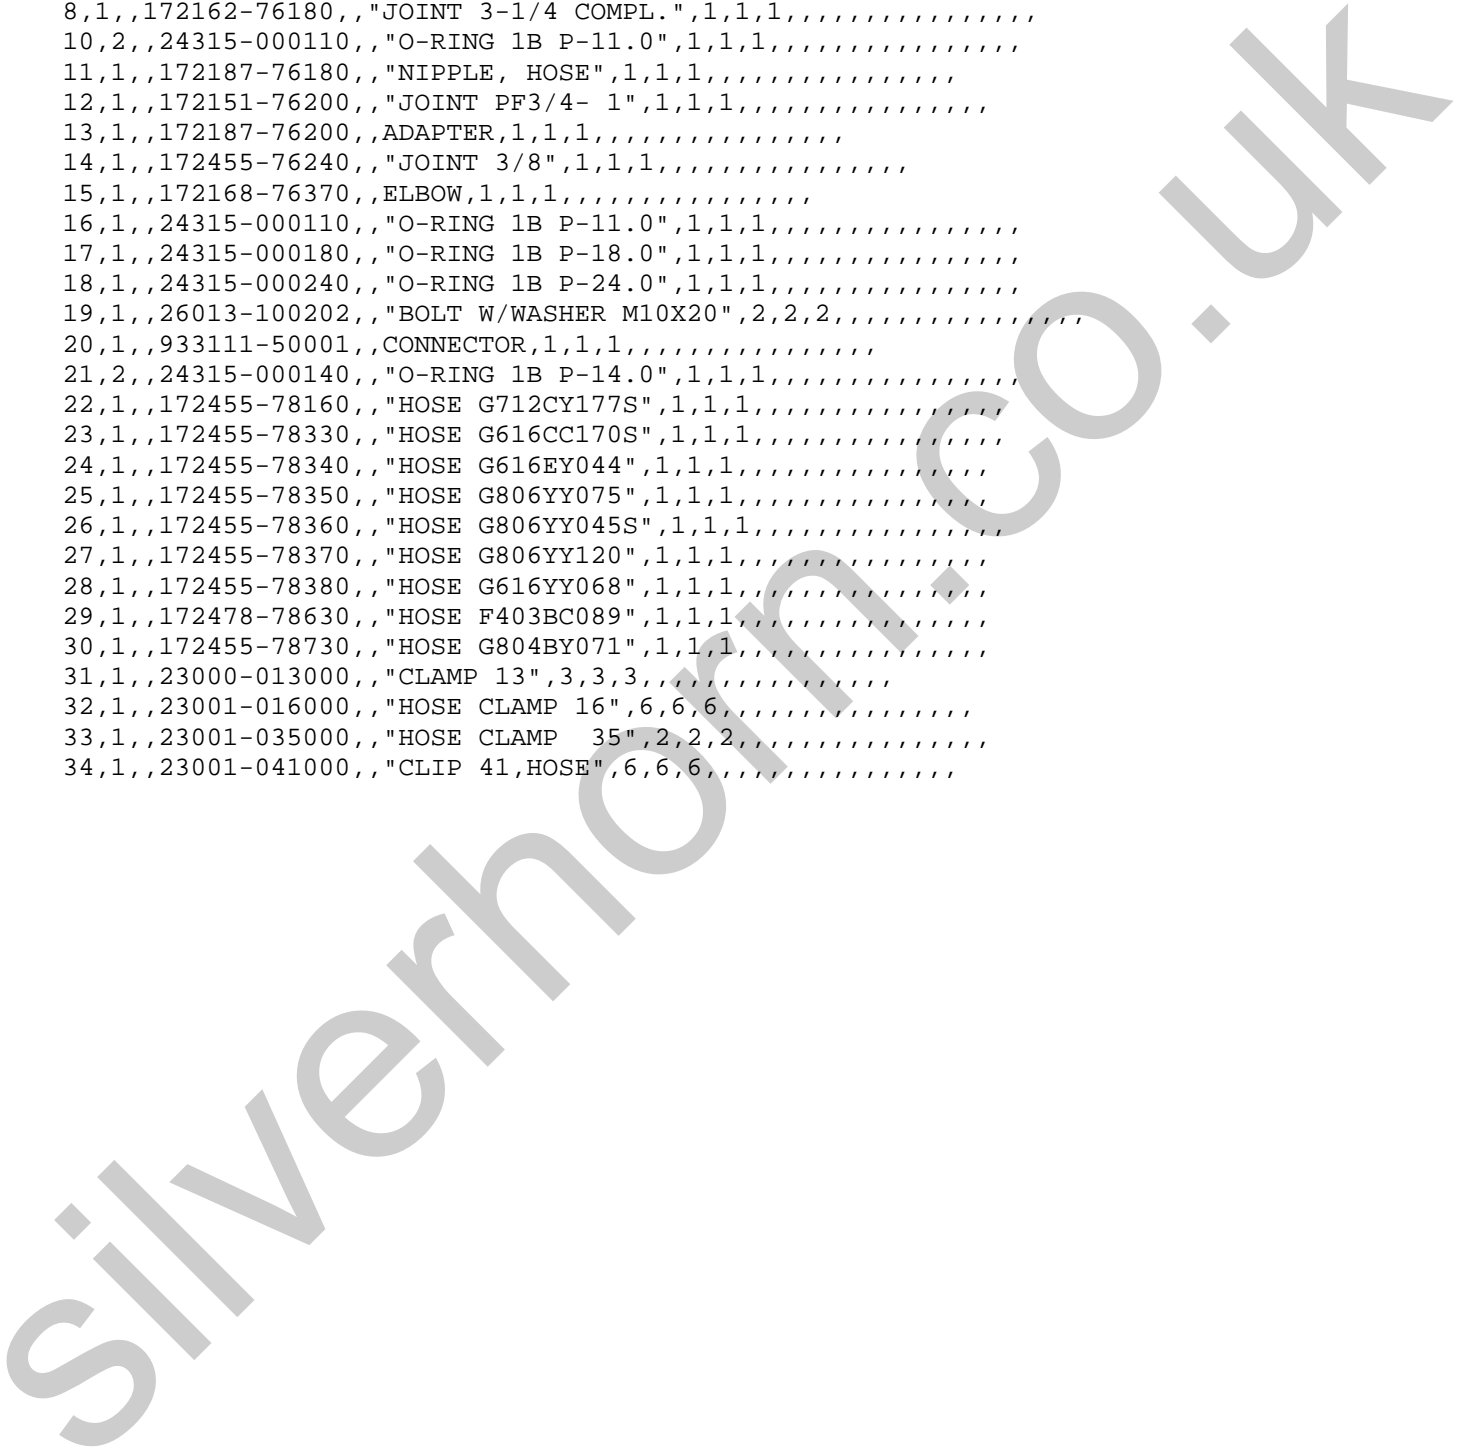 8,1,,172162-76180,,"JOINT 3-1/4 COMPL.",1,1,1,,,,,,,,,,,,,,,,
10,2,,24315-000110,,"O-RING 1B P-11.0",1,1,1,,,,,,,,,,,,,,,,
11,1,,172187-76180,,"NIPPLE, HOSE",1,1,1,,,,,,,,,,,,,,,,
12,1,,172151-76200,,"JOINT PF3/4- 1",1,1,1,,,,,,,,,,,,,,,,
13,1,,172187-76200,,ADAPTER,1,1,1,,,,,,,,,,,,,,,,
14,1,,172455-76240,,"JOINT 3/8",1,1,1,,,,,,,,,,,,,,,,
15,1,,172168-76370,,ELBOW,1,1,1,,,,,,,,,,,,,,,,
16,1,,24315-000110,,"O-RING 1B P-11.0",1,1,1,,,,,,,,,,,,,,,,
17,1,,24315-000180,,"O-RING 1B P-18.0",1,1,1,,,,,,,,,,,,,,,,
18,1,,24315-000240,,"O-RING 1B P-24.0",1,1,1,,,,,,,,,,,,,,,,
19,1,,26013-100202,,"BOLT W/WASHER M10X20",2,2,2,,,,,,,,,,,,,,,,
20,1,,933111-50001,,CONNECTOR,1,1,1,,,,,,,,,,,,,,,,
21,2,,24315-000140,,"O-RING 1B P-14.0",1,1,1,,,,,,,,,,,,,,,,
22,1,,172455-78160,,"HOSE G712CY177S",1,1,1,,,,,,,,,,,,,,,,
23,1,,172455-78330,,"HOSE G616CC170S",1,1,1,,,,,,,,,,,,,,,,
24,1,,172455-78340,,"HOSE G616EY044",1,1,1,,,,,,,,,,,,,,,,
25,1,,172455-78350,,"HOSE G806YY075",1,1,1,,,,,,,,,,,,,,,,
26,1,,172455-78360,,"HOSE G806YY045S",1,1,1,,,,,,,,,,,,,,,,
27,1,,172455-78370,,"HOSE G806YY120",1,1,1,,,,,,,,,,,,,,,,
28,1,,172455-78380,,"HOSE G616YY068",1,1,1,,,,,,,,,,,,,,,,
29,1,,172478-78630,,"HOSE F403BC089",1,1,1,,,,,,,,,,,,,,,,
30,1,,172455-78730,,"HOSE G804BY071",1,1,1,,,,,,,,,,,,,,,,
31,1,,23000-013000,,"CLAMP 13",3,3,3,,,,,,,,,,,,,,,,
32,1,,23001-016000,,"HOSE CLAMP 16",6,6,6,,,,,,,,,,,,,,,,
33,1,,23001-035000,,"HOSE CLAMP  35",2,2,2,,,,,,,,,,,,,,,,
34,1,,23001-041000,,"CLIP 41,HOSE",6,6,6,,,,,,,,,,,,,,,,
silverhorn.co.uk